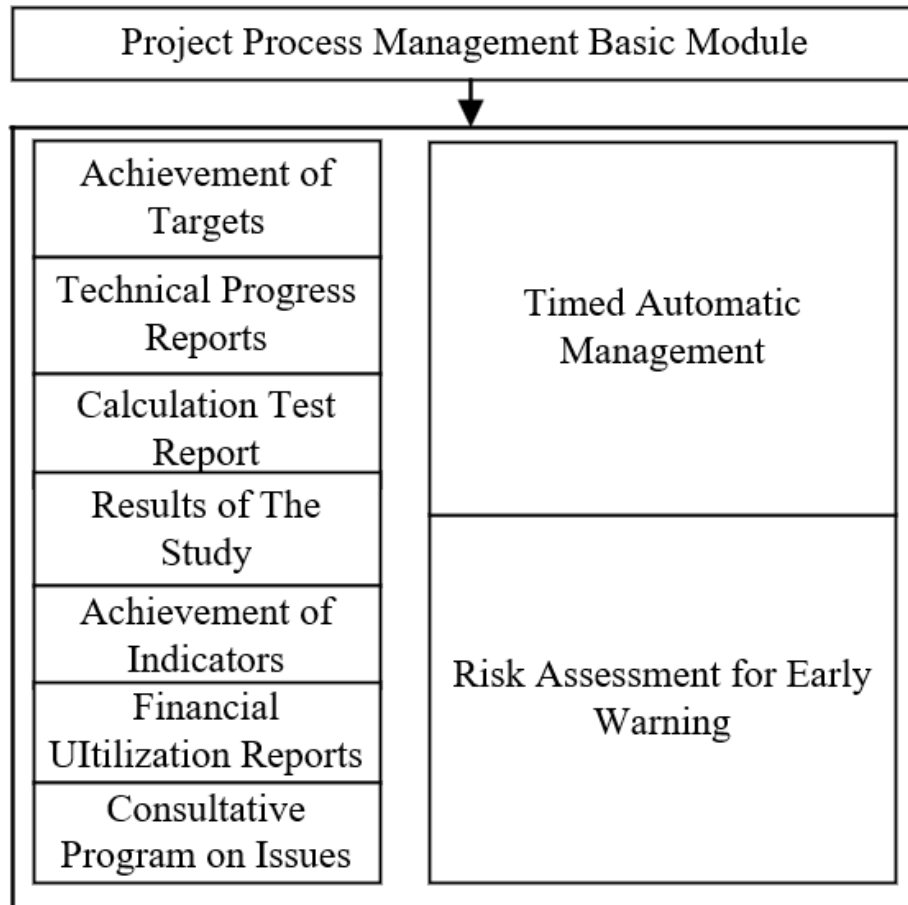 Project Process Management Basic Module
Achievement of
Targets
Technical Progress
Reports
Calculation Test
Report
Results of The
Study
Achievement of
Indicators
Financial
UItilization Reports
Consultative
Program on Issues
Timed Automatic
Management
Risk Assessment for Early
Warning